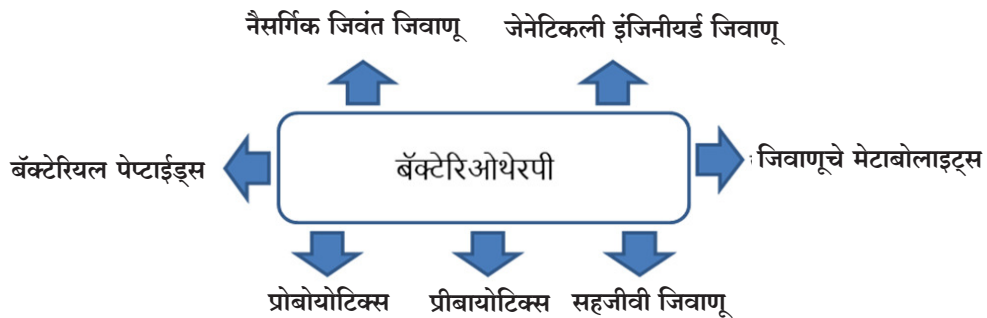 नैसर्गिक जिवंत जिवाणू
जेनेटिकली इंजिनीयर्ड जिवाणू
बॅक्टेरियल पेप्टाईड्स
बॅक्टेरिओथेरपी
जिवाणूचे मेटाबोलाइट्स
प्रोबोयोटिक्स
प्रीबायोटिक्स
सहजीवी जिवाणू